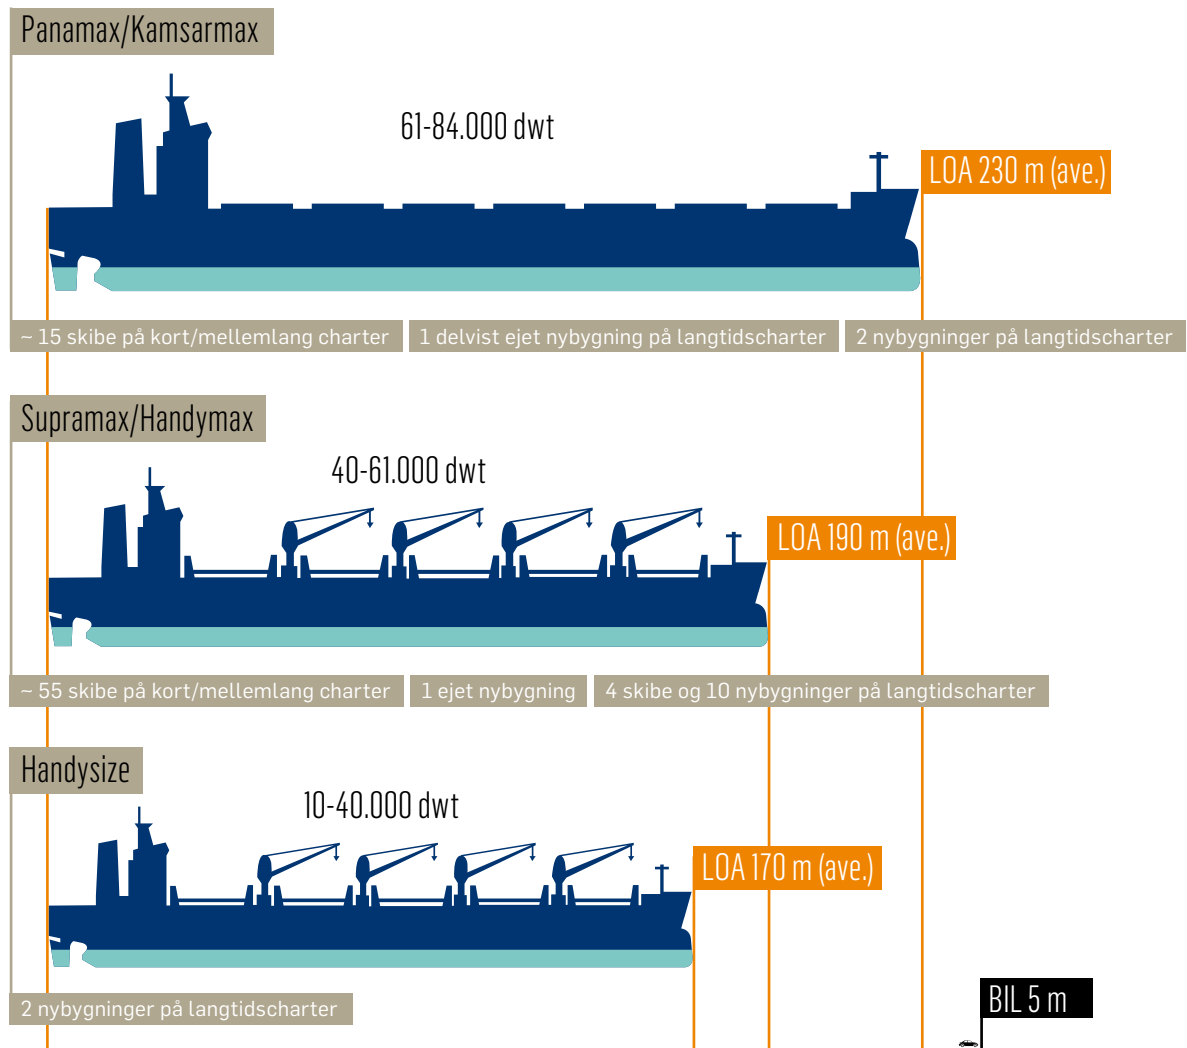 Panamax/Kamsarmax
61-84.000 dwt
LOA 230 m (ave.)
~ 15 skibe på kort/mellemlang charter
1 delvist ejet nybygning på langtidscharter
2 nybygninger på langtidscharter
Supramax/Handymax
40-61.000 dwt
LOA 190 m (ave.)
~ 55 skibe på kort/mellemlang charter
1 ejet nybygning
4 skibe og 10 nybygninger på langtidscharter
Handysize
10-40.000 dwt
LOA 170 m (ave.)
2 nybygninger på langtidscharter
BIL 5 m